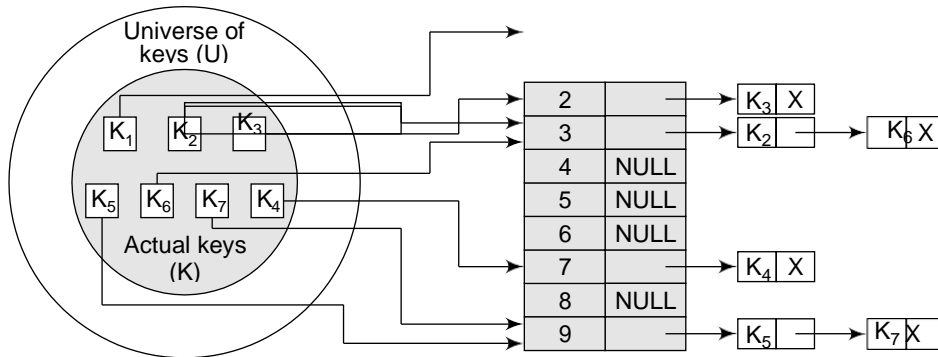 Universe of
keys (U)
K1 K2 K3
K5 K6 K7 K4
Actual keys
(K)
2 K3 X
3 K2 K6 X
4 NULL
5 NULL
6 NULL
7 K4 X
8 NULL
9 K5 K7 X